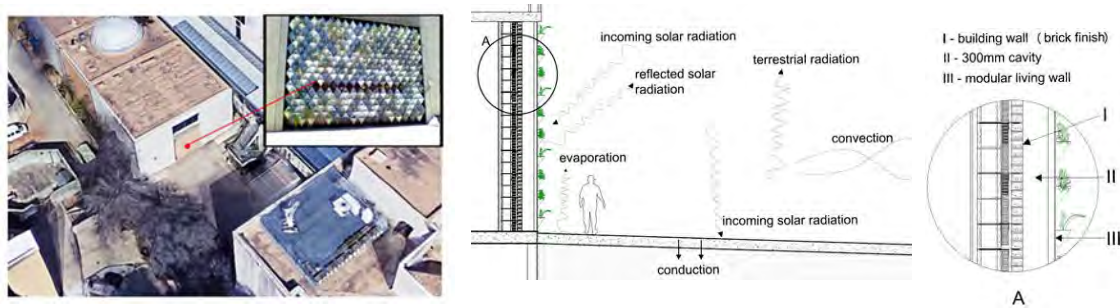 A
incoming solar radiation
reflected solar
radiation
evaporation
terrestrial radiation
convection
incoming solar radiation
conduction
I - building wall ( brick finish)
II - 300mm cavity
III - modular living wall
I
II
III
A